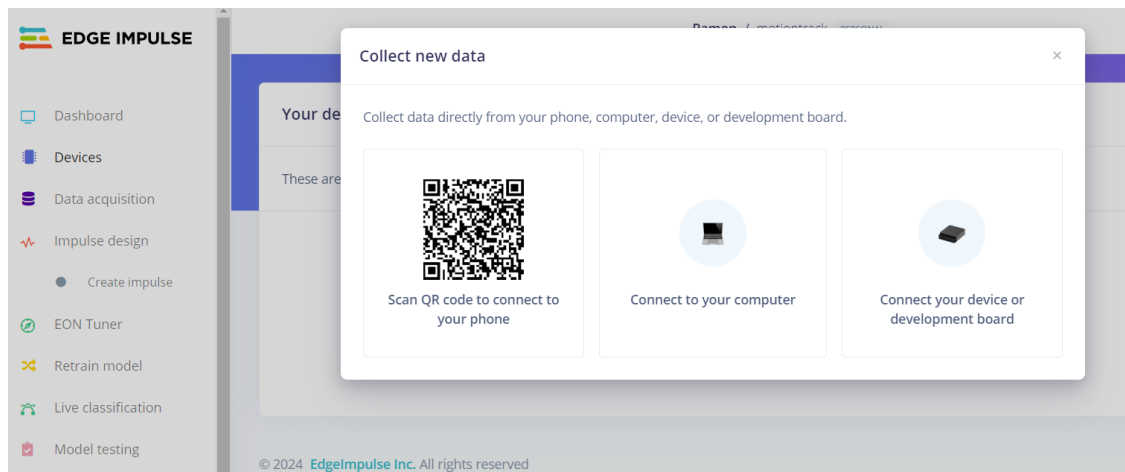 EDGE IMPULSE
Dashboard
Devices
Data acquisition
Impulse design
Create impulse
EON Tuner
Retrain model
Live classification
Model testing
Ramon / motiontrack PERSONAL
Collect new data
×
Your de
Collect data directly from your phone, computer, device, or development board.
These are
Scan QR code to connect to
your phone
Connect to your computer
Connect your device or
development board
© 2024 EdgeImpulse Inc. All rights reserved